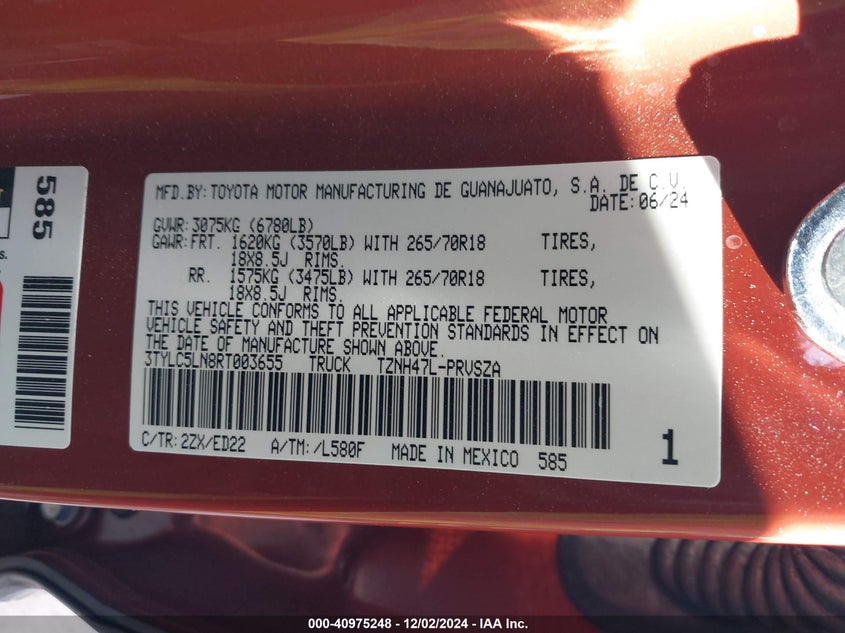 585
s.
MFD.BY:TOYOTA MOTOR MANUFACTURING DE GUANAJUATO, S.A. DE C.V.
DATE:06/24
GVWR:3075KG (6780LB)
GAWR:FRT. 1620KG (3570LB) WITH 265/70R18 TIRES,
18X8.5J RIMS.
RR. 1575KG (3475LB) WITH 265/70R18 TIRES,
18X8.5J RIMS.
THIS VEHICLE CONFORMS TO ALL APPLICABLE FEDERAL MOTOR
VEHICLE SAFETY AND THEFT PREVENTION STANDARDS IN EFFECT ON
THE DATE OF MANUFACTURE SHOWN ABOVE.
3TYLC5LN8RT003655 TRUCK TZNH47L-PRVSZA
C/TR:2ZX/ED22 A/TM:/L580F MADE IN MEXICO 585 1
000-40975248 - 12/02/2024 - IAA Inc.